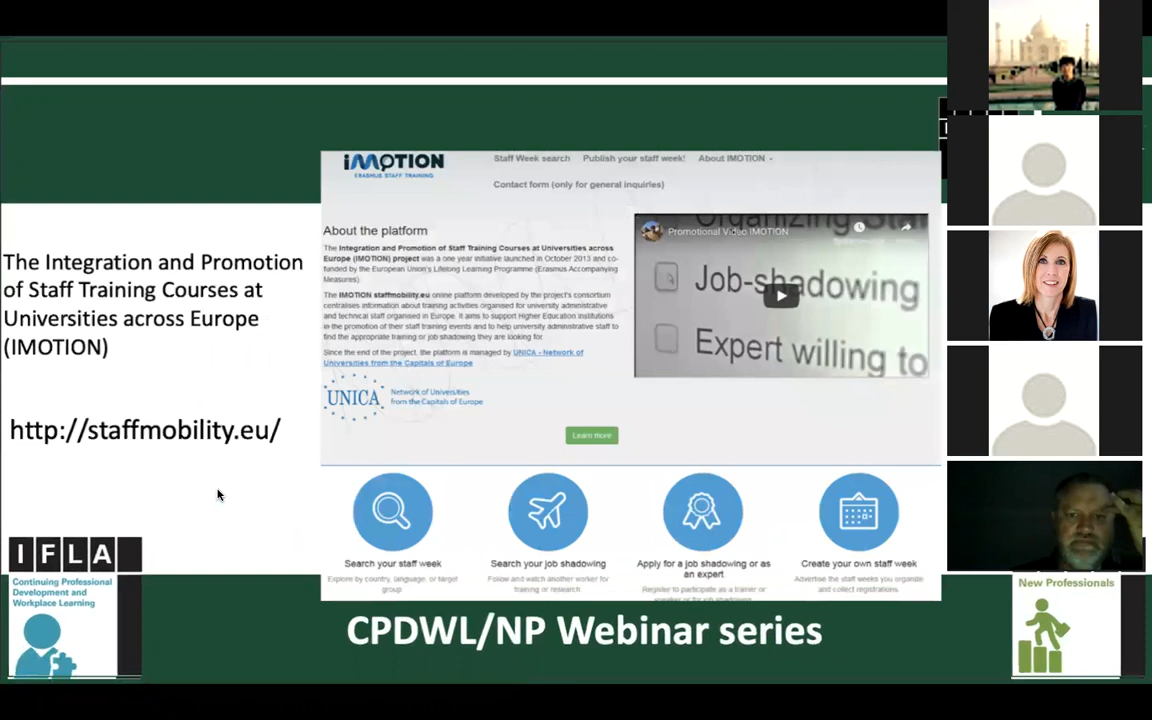 iMOTION
ERASMUS STAFF TRAINING
Staff Week search
Publish your staff week!
About IMOTION
Contact form (only for general inquiries)
About the platform
The Integration and Promotion of Staff Training Courses at Universities across
Europe (IMOTION) project was a one year initiative launched in October 2013 and co-
funded by the European Union's Lifelong Learning Programme (Erasmus Accompanying
Measures).
The IMOTION staffmobility.eu online platform developed by the project's consortium
centralises information about training activities organised for university administrative
and technical staff organised in Europe. It aims to support Higher Education institutions
in the promotion of their staff training events and to help university administrative staff to
find the appropriate training or job shadowing they are looking for.
Since the end of the project, the platform is managed by UNICA - Network of
Universities from the Capitals of Europe
UNICA
Network of Universities
from the Capitals of Europe
Learn more
Organizing Staf
Promotional Video IMOTION
Job-shadowing
Expert willing to
The Integration and Promotion
of Staff Training Courses at
Universities across Europe
(IMOTION)
http://staffmobility.eu/
Search your staff week
Explore by country, language, or target
group
Search your job shadowing
Follow and watch another worker for
training or research
Apply for a job shadowing or as
an expert
Register to participate as a trainer or
Create your own staff week
Advertise the staff weeks you organise
and collect registrations.
IFLA
Continuing Professional
Development and
Workplace Learning
CPDWL/NP Webinar series
New Professionals